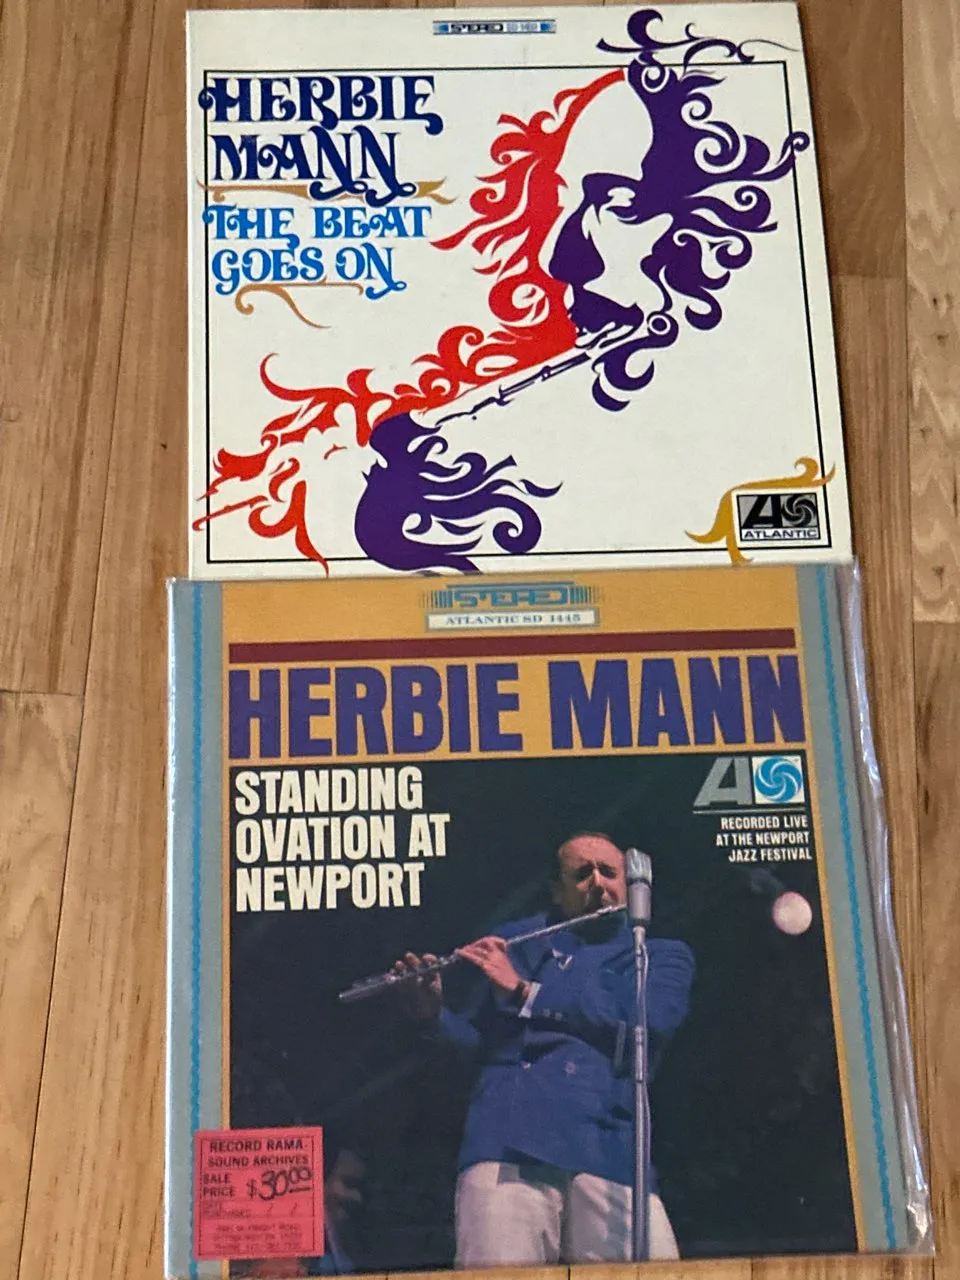 STEREO
HERBIE
MANN
THE BEAT
GOES ON
ATLANTIC
STEREO
ATLANTIC SD 1445
HERBIE MANN
STANDING
OVATION AT
NEWPORT
RECORDED LIVE
AT THE NEWPORT
JAZZ FESTIVAL
RECORD RAMA
SOUND ARCHIVES
SALE
PRICE $30.00